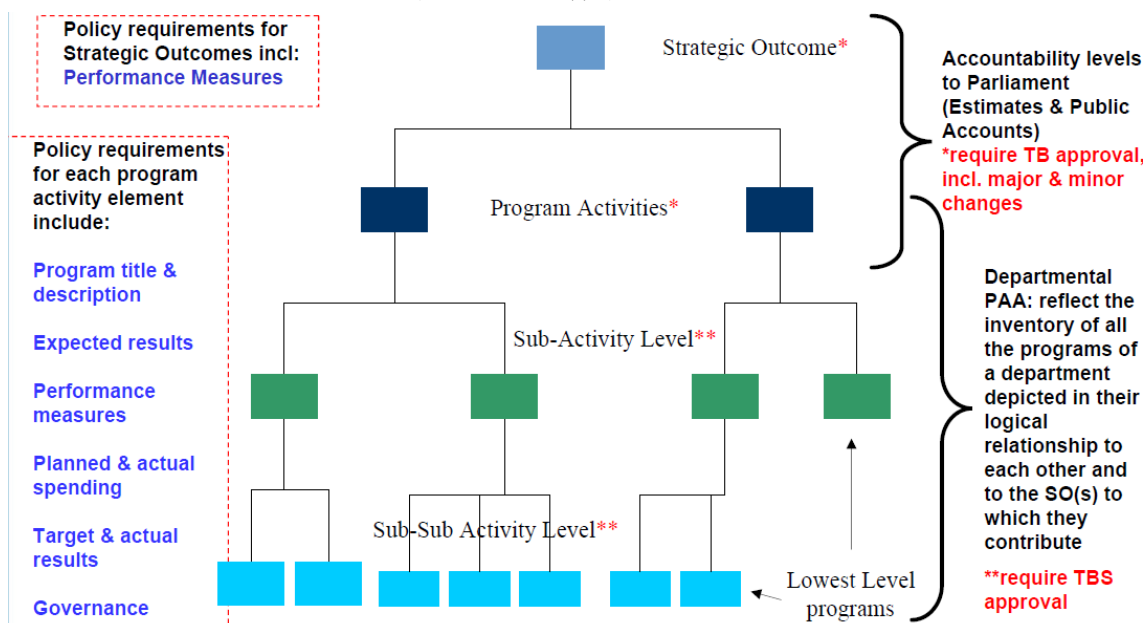 Policy requirements for
Strategic Outcomes incl:
Performance Measures
Policy requirements
for each program
activity element
include:
Program title &
description
Expected results
Performance
measures
Planned & actual
spending
Target & actual
results
Governance
Strategic Outcome*
Program Activities*
Sub-Activity Level**
Sub-Sub Activity Level**
Lowest Level
programs
Accountability levels
to Parliament
(Estimates & Public
Accounts)
*require TB approval,
incl. major & minor
changes
Departmental
PAA: reflect the
inventory of all
the programs of
a department
depicted in their
logical
relationship to
each other and
to the SO(s) to
which they
contribute
**require TBS
approval